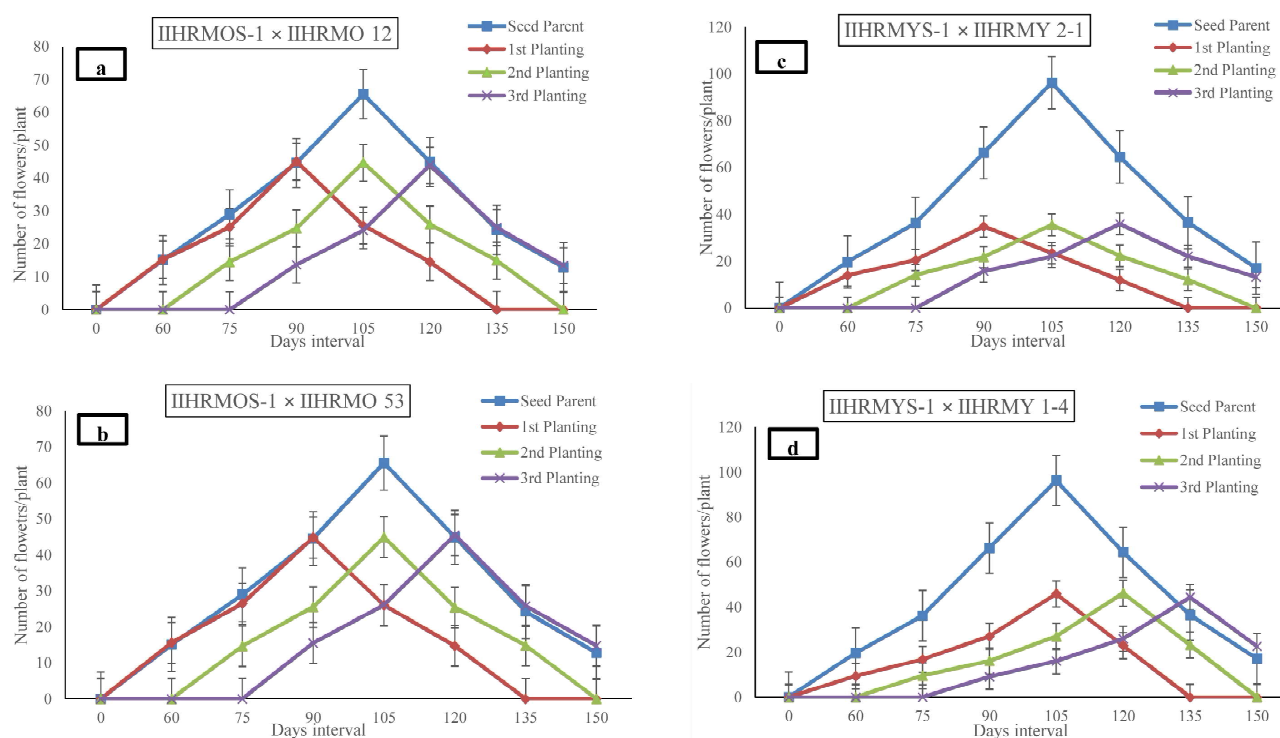 IIHRMOS-1 × IIHRMO 12
a
Seed Parent
1st Planting
2nd Planting
3rd Planting
Number of flowers/plant
80
70
60
50
40
30
20
10
0
0 60 75 90 105 120 135 150
Days interval
IIHRMYS-1 × IIHRMY 2-1
c
Seed Parent
1st Planting
2nd Planting
3rd Planting
Number of flowers/plant
120
100
80
60
40
20
0
0 60 75 90 105 120 135 150
Days interval
IIHRMOS-1 × IIHRMO 53
b
Seed Parent
1st Planting
2nd Planting
3rd Planting
Number of flowetrs/plant
80
70
60
50
40
30
20
10
0
0 60 75 90 105 120 135 150
Days interval
IIHRMYS-1 × IIHRMY 1-4
d
Seed Parent
1st Planting
2nd Planting
3rd Planting
Number of flowers/plant
120
100
80
60
40
20
0
0 60 75 90 105 120 135 150
Days interval